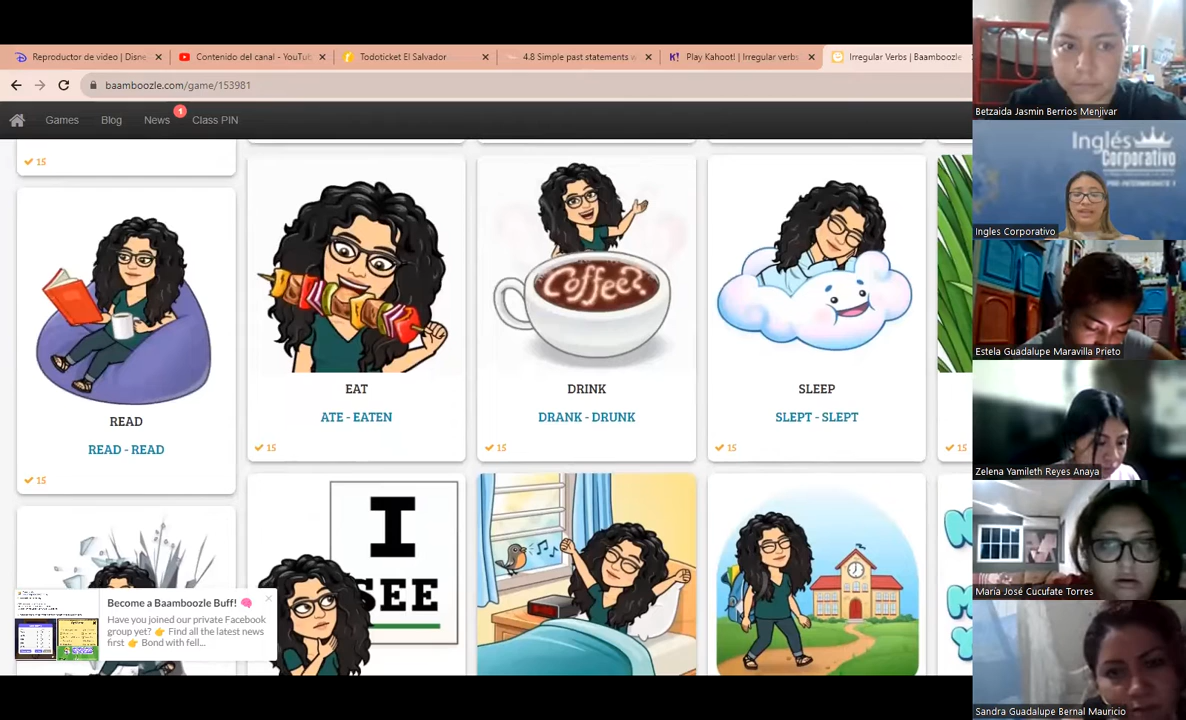 Reproductor de video | Disne
Contenido del canal - YouTu
Todoticket El Salvador
4.8 Simple past statements w
Play Kahoot! | Irregular verbs
Irregular Verbs | Baamboozle
baamboozle.com/game/153981
Games
Blog
News
1
Class PIN
15
READ
READ - READ
15
EAT
ATE - EATEN
15
Coffee?
DRINK
DRANK - DRUNK
15
SLEEP
SLEPT - SLEPT
15
15
I
SEE
Become a Baamboozle Buff!
Have you joined our private Facebook
group yet? 👉 Find all the latest news
first 👉 Bond with fell...
Betzaida Jasmin Berrios Menjivar
Inglés
Corporativo
Ingles Corporativo
Estela Guadalupe Maravilla Prieto
Zelena Yamileth Reyes Anaya
María José Cucufate Torres
Sandra Guadalupe Bernal Mauricio